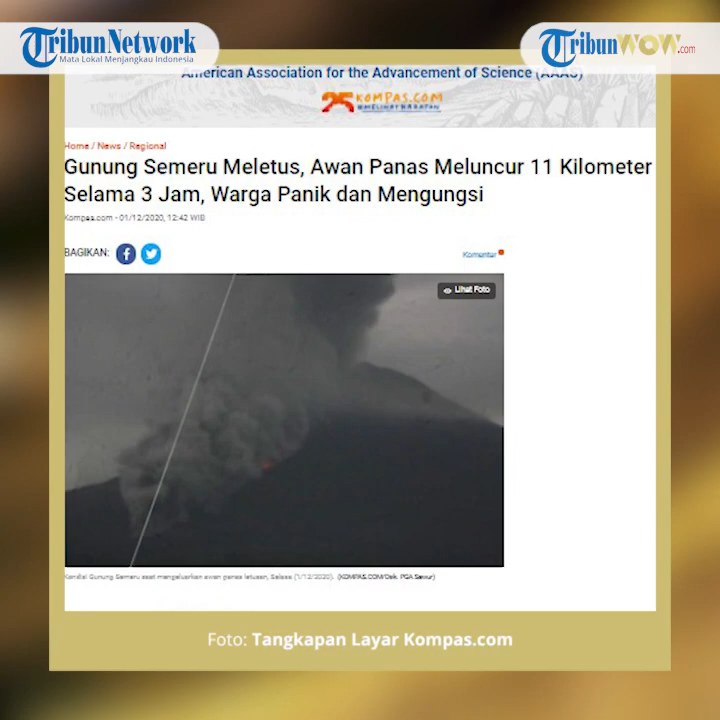 Tribun Network
Mata Lokal Menjangkau Indonesia
TribunWOW.com
American Association for the Advancement of Science (AAAS)
25 KOMPAS.COM
Home / News / Regional
Gunung Semeru Meletus, Awan Panas Meluncur 11 Kilometer
Selama 3 Jam, Warga Panik dan Mengungsi
Kompas.com - 01/12/2020, 12:42 WIB
BAGIKAN:
Komentar
Lihat Foto
Kondisi Gunung Semeru saat mengeluarkan awan panas letusan, Selasa (1/12/2020). (KOMPAS.COM/Dok. PGA Sawur)
Foto: Tangkapan Layar Kompas.com